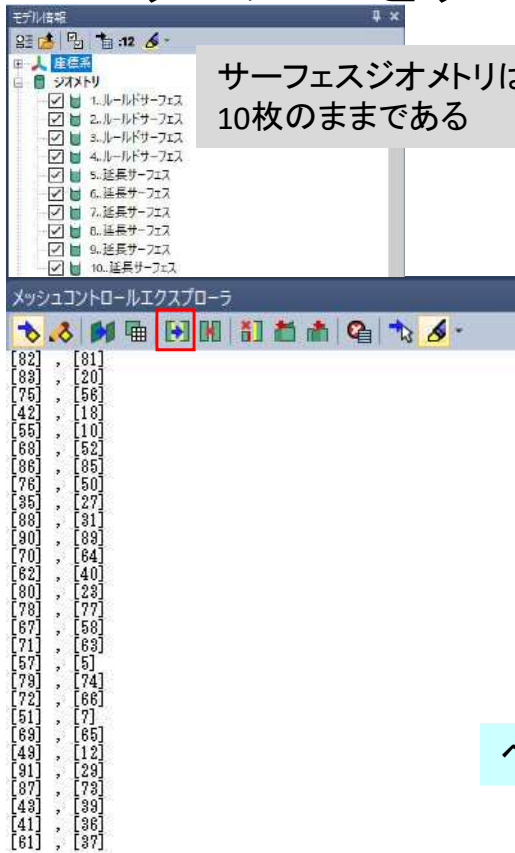 モデル情報
:12
座標系
ジオメトリ
1..ルールドサーフェス
2..ルールドサーフェス
3..ルールドサーフェス
4..ルールドサーフェス
5..延長サーフェス
6..延長サーフェス
7..延長サーフェス
8..延長サーフェス
9..延長サーフェス
10..延長サーフェス
サーフェスジオメトリは
10枚のままである
メッシュコントロールエクスプローラ
[82] , [81]
[83] , [20]
[75] , [56]
[42] , [18]
[55] , [10]
[68] , [52]
[86] , [85]
[76] , [50]
[35] , [27]
[88] , [31]
[90] , [89]
[70] , [64]
[62] , [40]
[80] , [23]
[78] , [77]
[67] , [58]
[71] , [63]
[57] , [5]
[79] , [74]
[72] , [66]
[51] , [7]
[69] , [65]
[49] , [12]
[91] , [29]
[87] , [73]
[43] , [39]
[41] , [36]
[61] , [37]